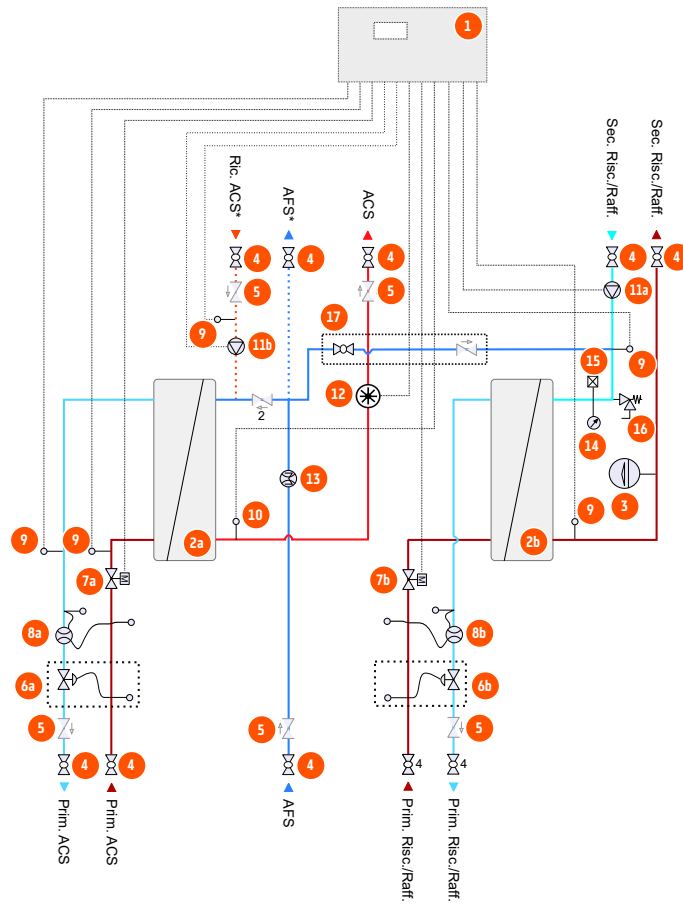 1
Ric. ACS*
AFS*
ACS
Sec. Risc./Raff.
Sec. Risc./Raff.
4
4
4
4
4
5
5
11a
9
11b
17
9
15
12
2
16
14
13
3
10
9
9
9
2a
2b
7a
M
7b
M
8a
8b
6a
6b
5
5
5
4
4
4
4
4
Prim. ACS
Prim. ACS
AFS
Prim. Risc./Raff.
Prim. Risc./Raff.